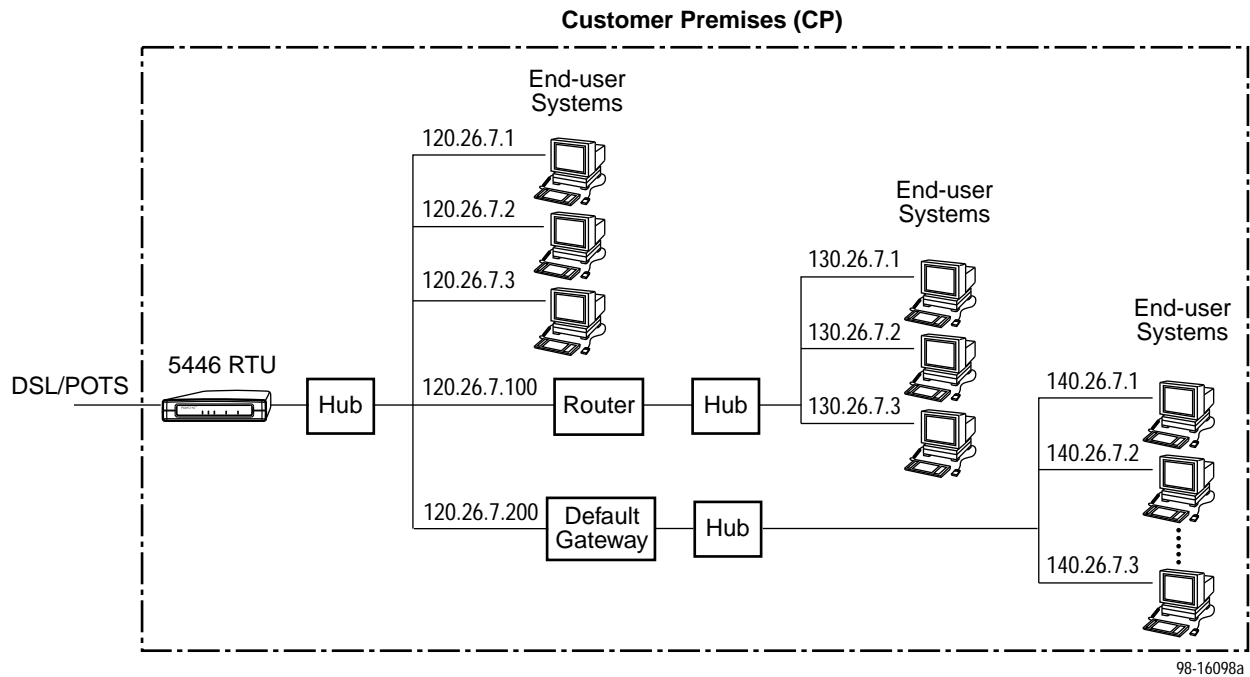 Customer Premises (CP)
End-user
Systems
120.26.7.1
120.26.7.2
120.26.7.3
End-user
Systems
130.26.7.1
130.26.7.2
130.26.7.3
End-user
Systems
140.26.7.1
140.26.7.2
140.26.7.3
DSL/POTS
5446 RTU
Hub
120.26.7.100
Router
Hub
120.26.7.200
Default
Gateway
Hub
98-16098a